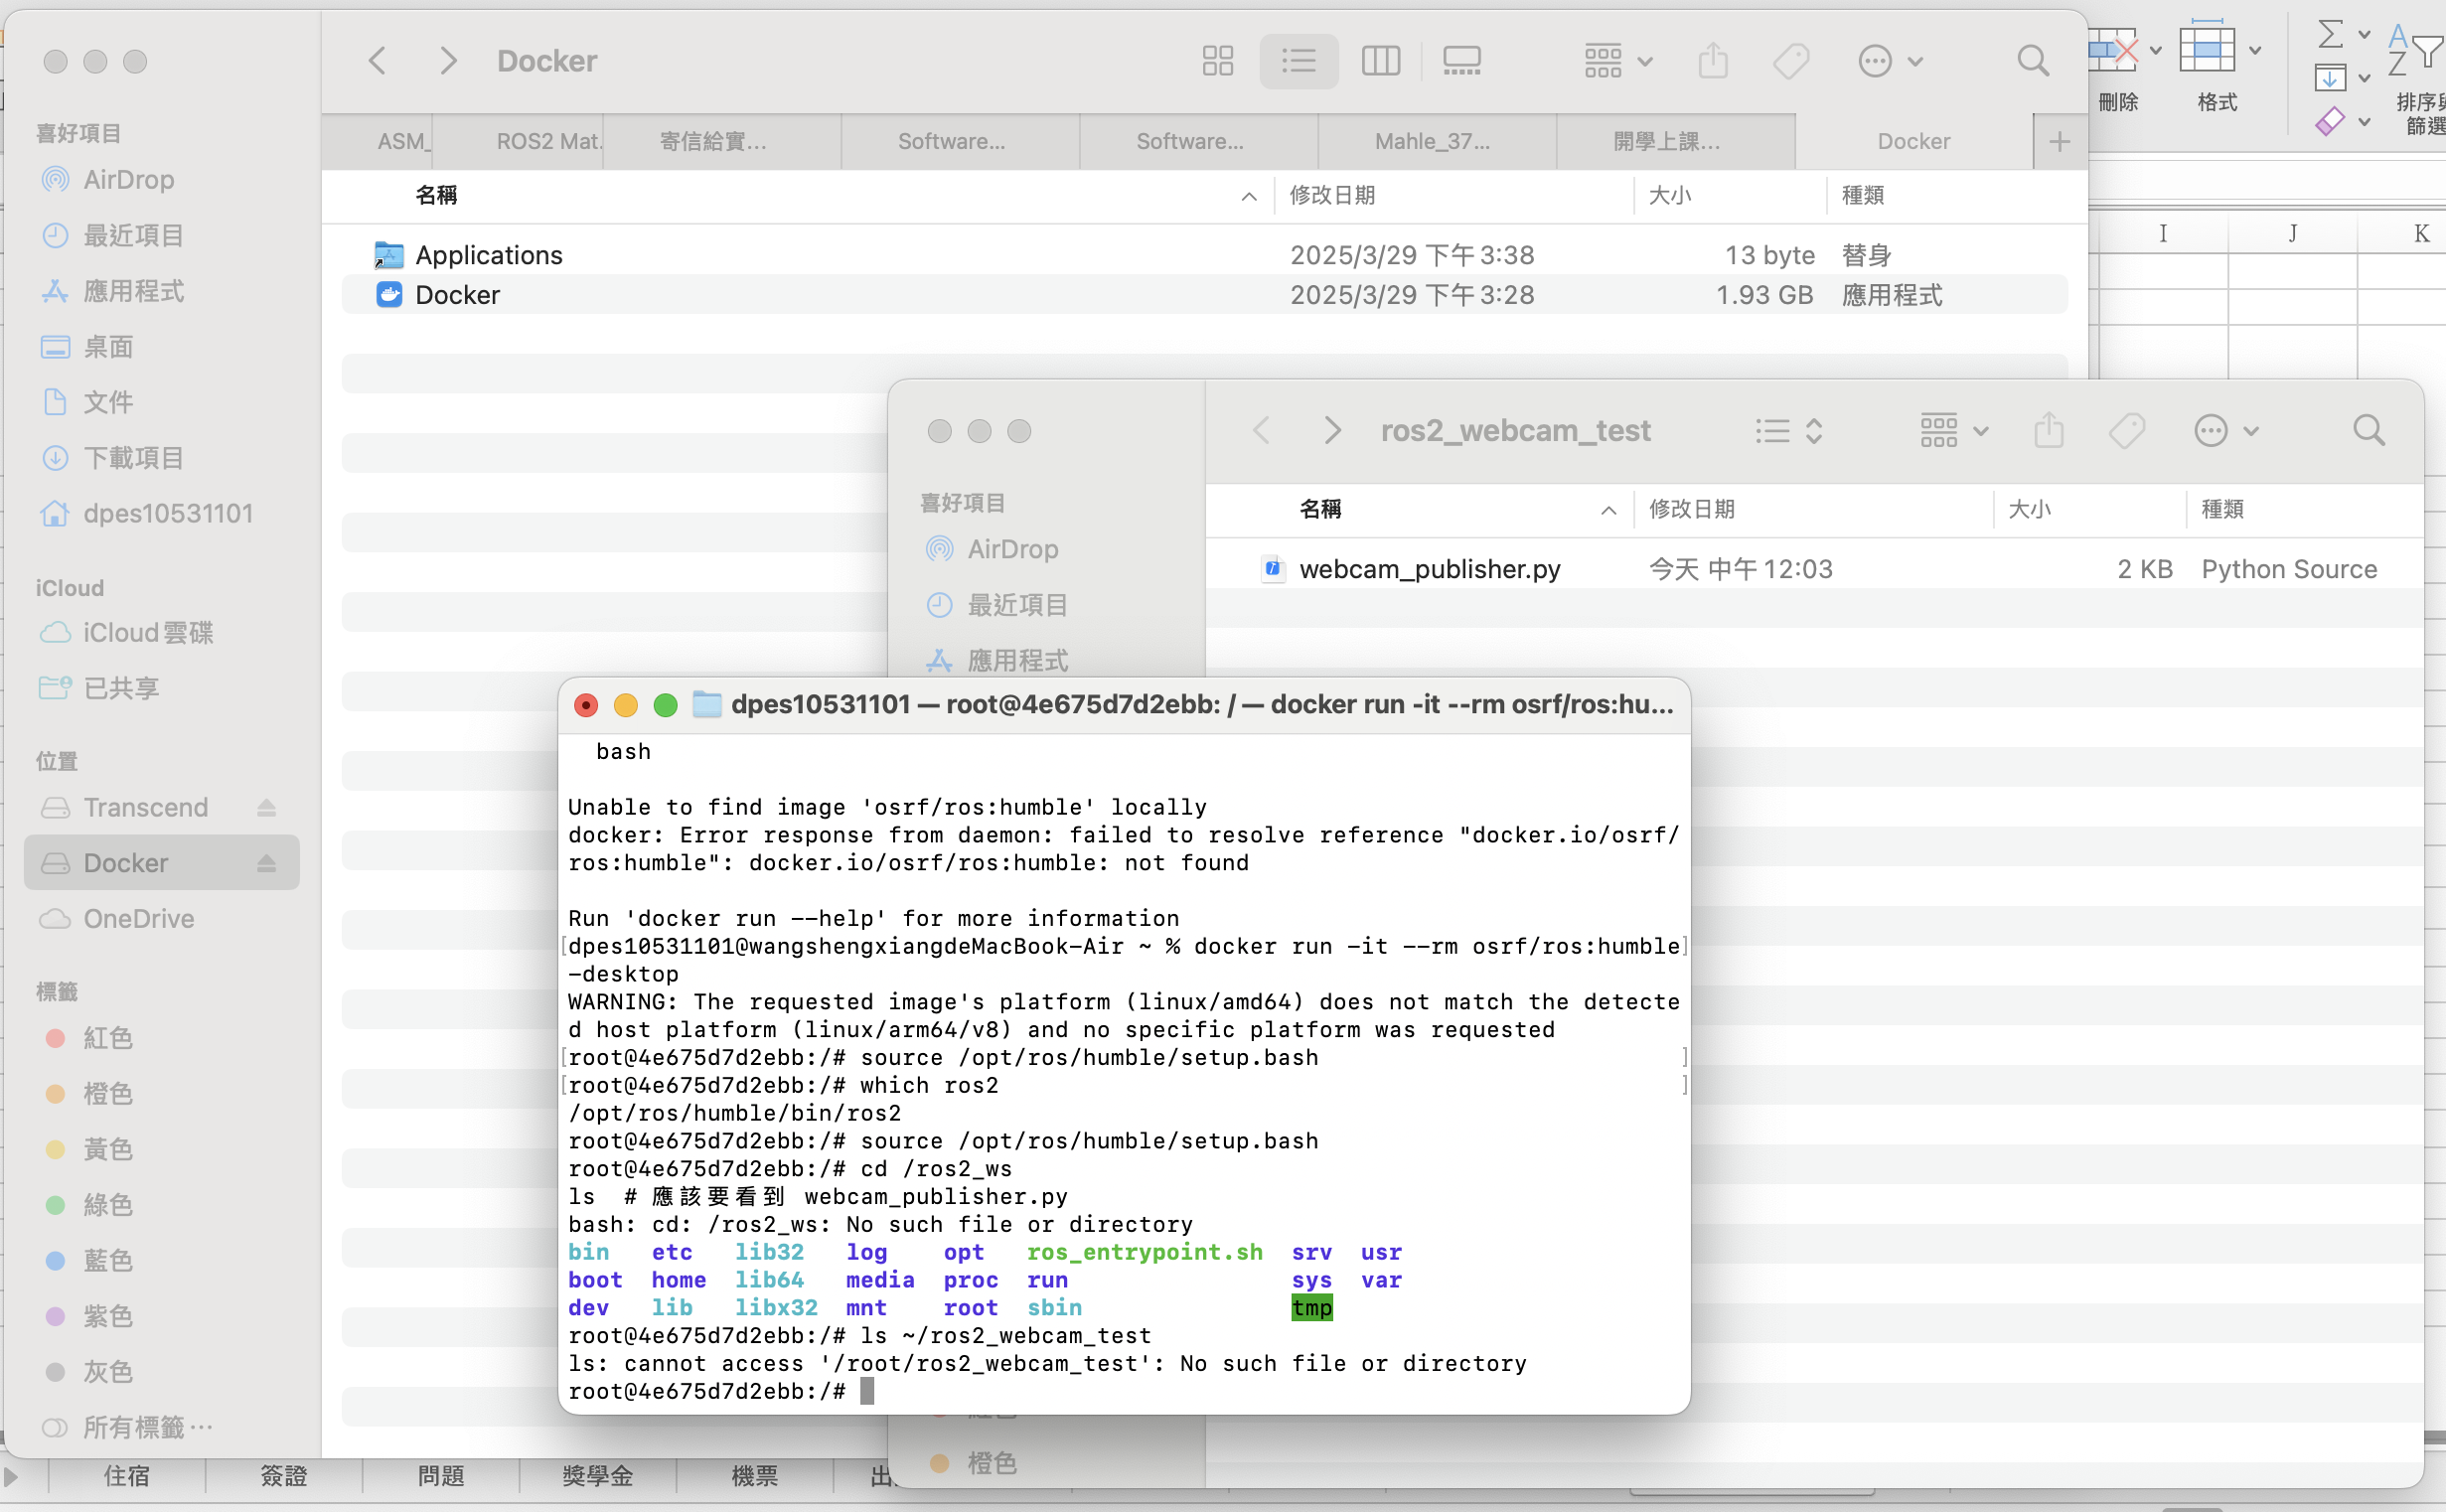 Docker
喜好項目
AirDrop
最近項目
應用程式
桌面
文件
下載項目
dpes10531101
iCloud
iCloud雲碟
已共享
位置
Transcend
Docker
OneDrive
標籤
紅色
橙色
黃色
綠色
藍色
紫色
灰色
所有標籤…
ASM_
ROS2 Mat.
寄信給實…
Software...
Software...
Mahle_37...
開學上課…
Docker
名稱
修改日期
大小
種類
Applications
2025/3/29 下午3:38
13 byte
替身
Docker
2025/3/29 下午3:28
1.93 GB
應用程式
刪除
格式
排序與
篩選
I
J
K
ros2_webcam_test
喜好項目
AirDrop
最近項目
應用程式
橙色
名稱
修改日期
大小
種類
webcam_publisher.py
今天 中午12:03
2 KB
Python Source
dpes10531101 — root@4e675d7d2ebb: / — docker run -it --rm osrf/ros:hu...
bash
Unable to find image 'osrf/ros:humble' locally
docker: Error response from daemon: failed to resolve reference "docker.io/osrf/
ros:humble": docker.io/osrf/ros:humble: not found
Run 'docker run --help' for more information
[dpes10531101@wangshengxiangdeMacBook-Air ~ % docker run -it --rm osrf/ros:humble]
-desktop
WARNING: The requested image's platform (linux/amd64) does not match the detecte
d host platform (linux/arm64/v8) and no specific platform was requested
[root@4e675d7d2ebb:/# source /opt/ros/humble/setup.bash ]
[root@4e675d7d2ebb:/# which ros2 ]
/opt/ros/humble/bin/ros2
root@4e675d7d2ebb:/# source /opt/ros/humble/setup.bash
root@4e675d7d2ebb:/# cd /ros2_ws
ls  # 應該要看到 webcam_publisher.py
bash: cd: /ros2_ws: No such file or directory
bin   etc   lib32   log    opt   ros_entrypoint.sh  srv  usr
boot  home  lib64   media  proc  run                sys  var
dev   lib   libx32  mnt    root  sbin               tmp
root@4e675d7d2ebb:/# ls ~/ros2_webcam_test
ls: cannot access '/root/ros2_webcam_test': No such file or directory
root@4e675d7d2ebb:/#
住宿
簽證
問題
獎學金
機票